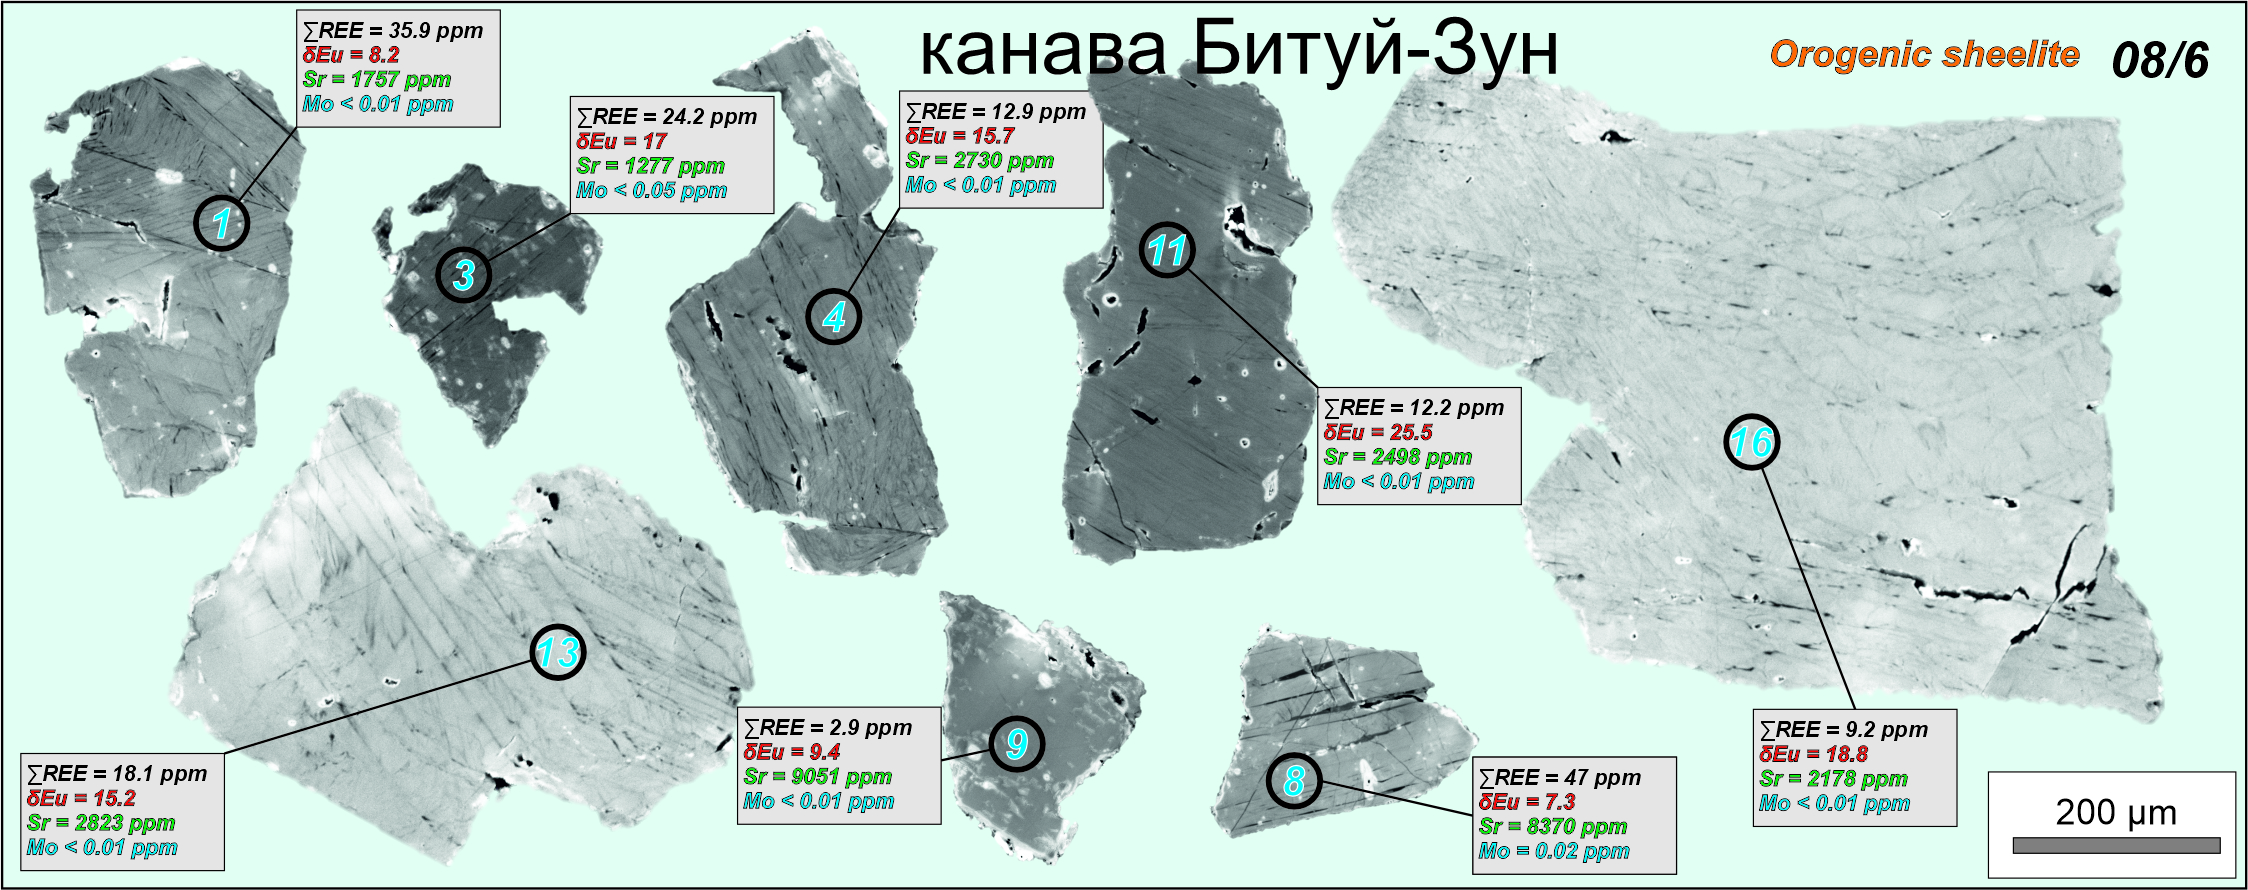 канава Битуй-Зун
Orogenic sheelite 08/6
∑REE = 35.9 ppm
δEu = 8.2
Sr = 1757 ppm
Mo < 0.01 ppm
1
∑REE = 24.2 ppm
δEu = 17
Sr = 1277 ppm
Mo < 0.05 ppm
3
∑REE = 12.9 ppm
δEu = 15.7
Sr = 2730 ppm
Mo < 0.01 ppm
4
11
∑REE = 12.2 ppm
δEu = 25.5
Sr = 2498 ppm
Mo < 0.01 ppm
16
13
∑REE = 18.1 ppm
δEu = 15.2
Sr = 2823 ppm
Mo < 0.01 ppm
∑REE = 2.9 ppm
δEu = 9.4
Sr = 9051 ppm
Mo < 0.01 ppm
9
8
∑REE = 47 ppm
δEu = 7.3
Sr = 8370 ppm
Mo = 0.02 ppm
∑REE = 9.2 ppm
δEu = 18.8
Sr = 2178 ppm
Mo < 0.01 ppm
200 µm